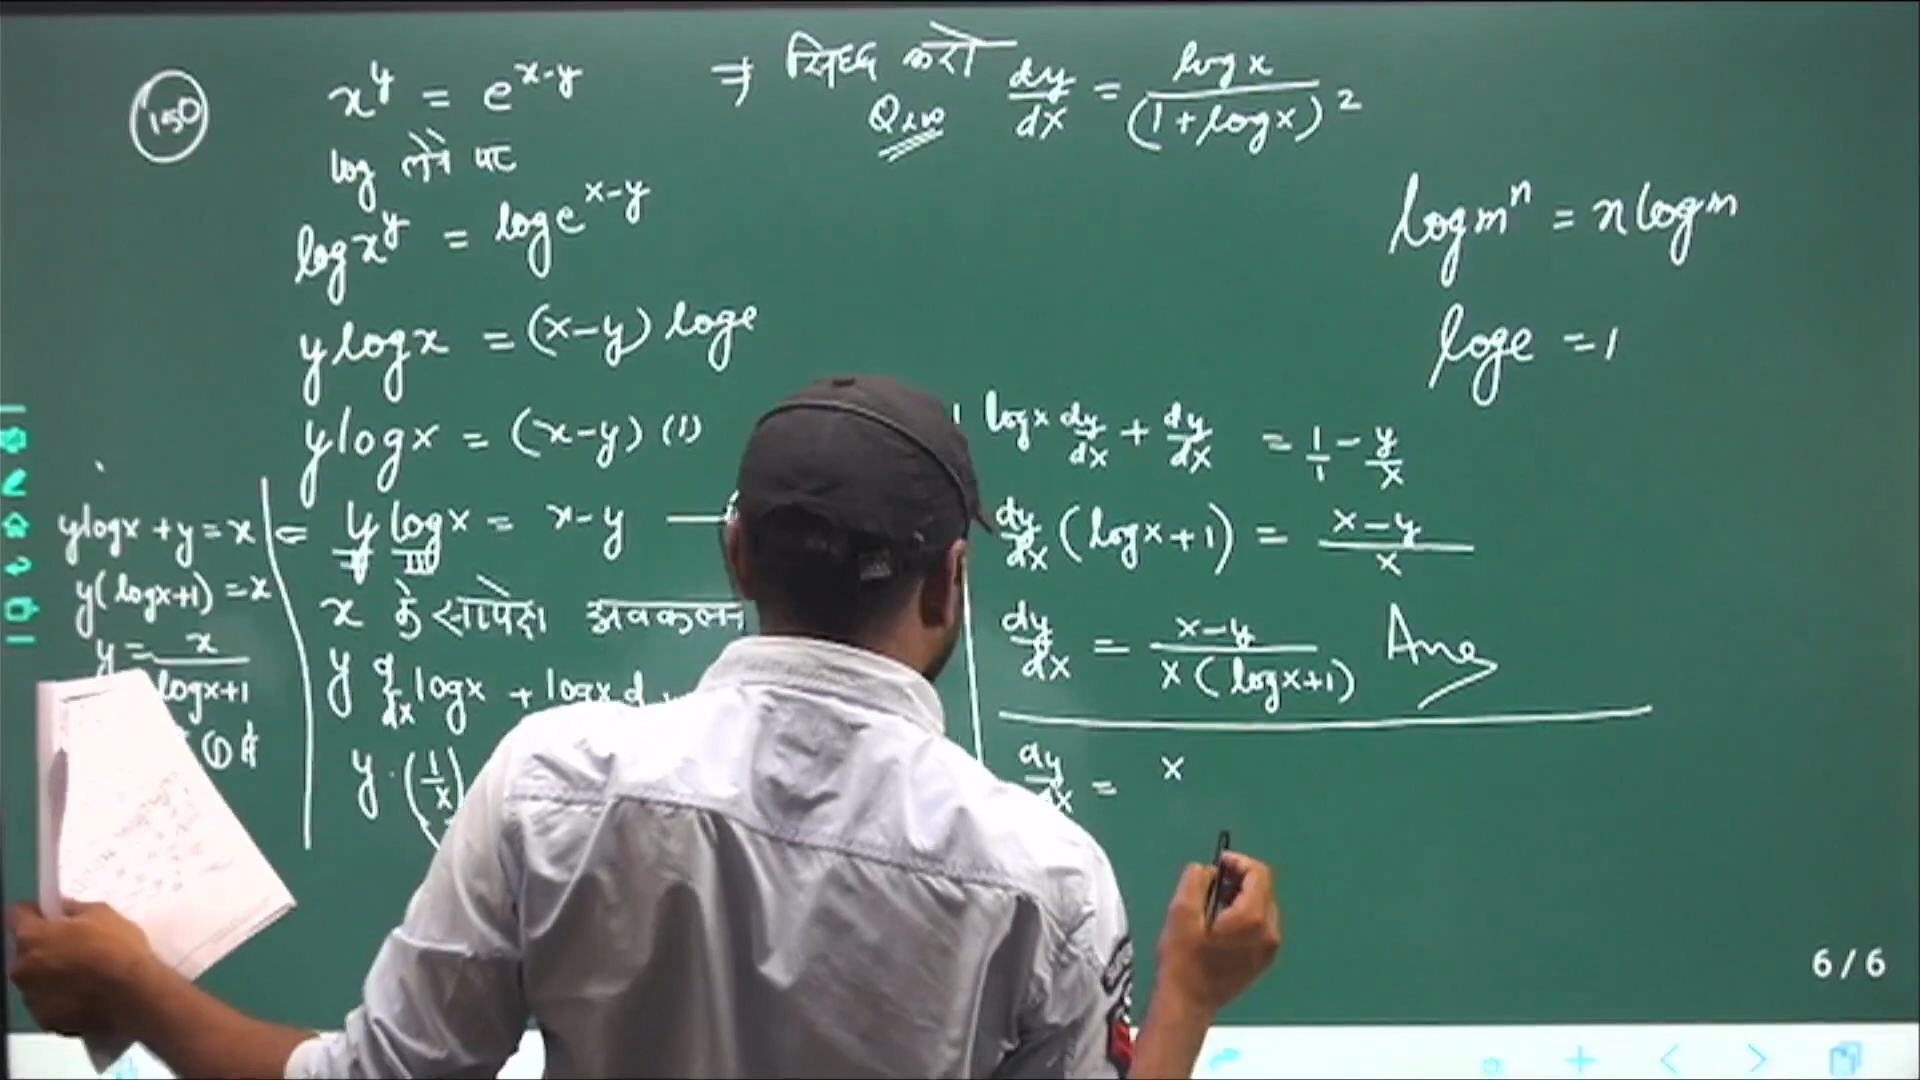 150
x^y = e^{x-y} ⇒ सिध्द करो dy/dx = log x/(1+log x)^2
Que
log लेने पर
log x^y = log e^{x-y}
log m^n = n log m
y log x = (x-y) log e
log e = 1
y log x = (x-y) (1)
y log x = x-y
x के सापेक्ष अवकलन
y d/dx log x + log x d
y·(1/x)
y log x + y = x
y(log x+1) = x
y = x/log x+1
log x dy/dx + dy/dx = 1/1 - y/x
dy/dx (log x+1) = x-y/x
dy/dx = x-y/x(log x+1) Ans
dy/dx = x
6 / 6